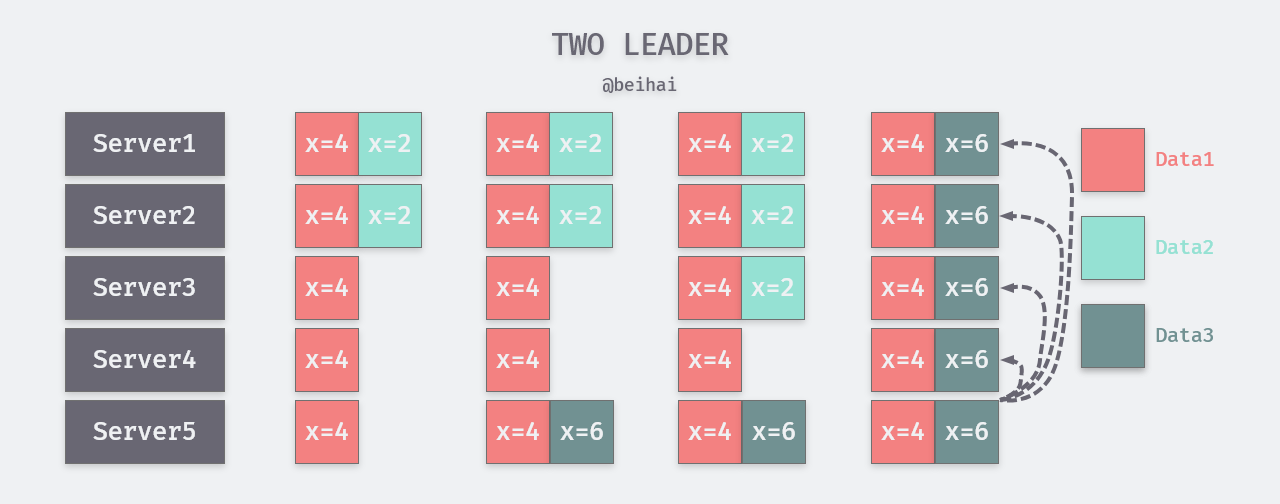 TWO LEADER
@beihai
Server1 x=4 x=2 x=4 x=2 x=4 x=2 x=4 x=6
Server2 x=4 x=2 x=4 x=2 x=4 x=2 x=4 x=6
Server3 x=4 x=4 x=4 x=2 x=4 x=6
Server4 x=4 x=4 x=4 x=4 x=6
Server5 x=4 x=4 x=6 x=4 x=6 x=4 x=6
Data1
Data2
Data3